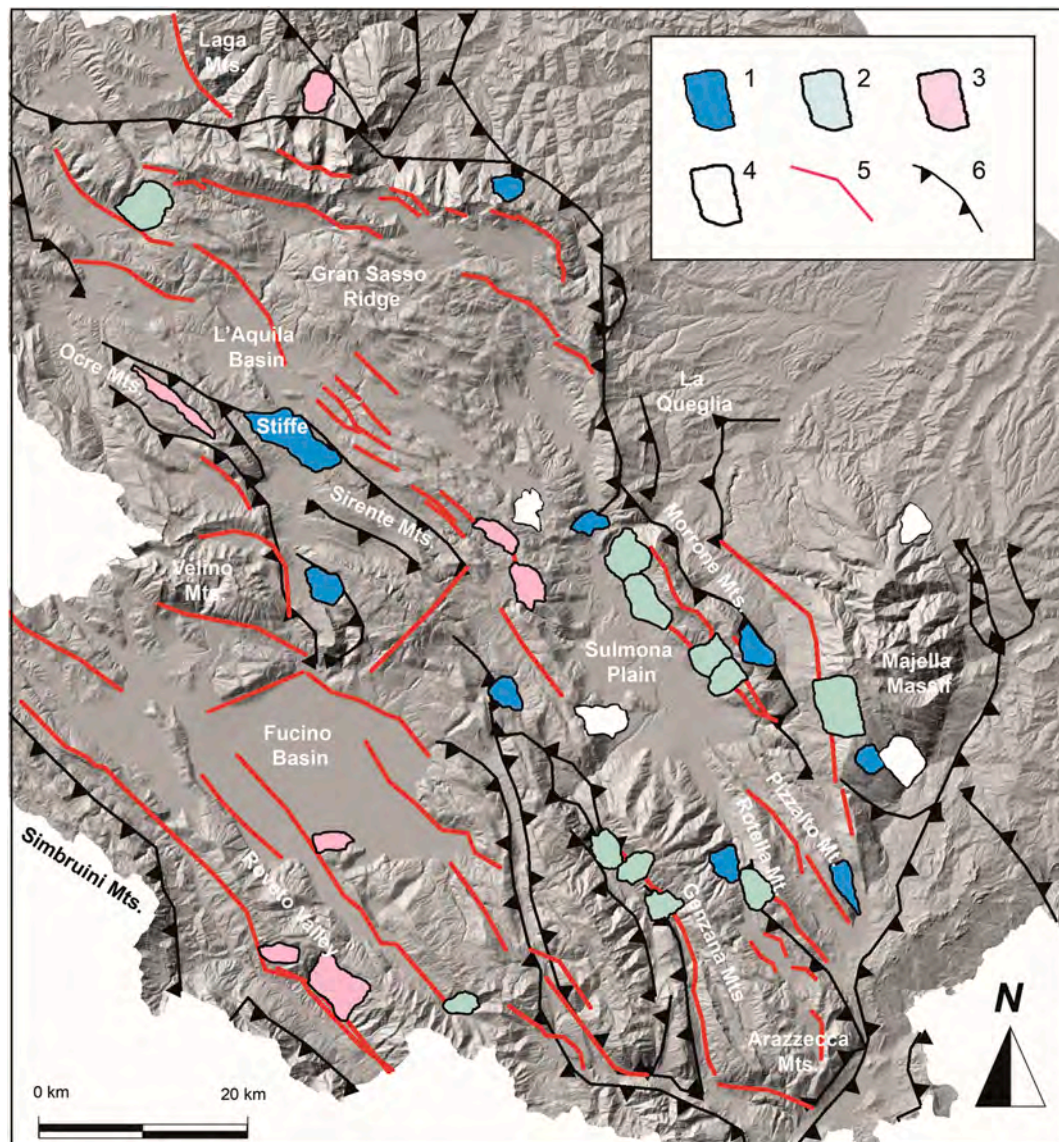 Laga
Mts.
1
2
3
4
5
6
Gran Sasso
Ridge
L'Aquila
Basin
Ocre Mts.
La
Queglia
Stiffe
Sirente Mts.
Morrone Mts.
Velino
Mts.
Sulmona
Plain
Majella
Massif
Fucino
Basin
Pizzalto Mt.
Rotella Mt.
Simbruini Mts.
Roveto Valley
Genzana Mts
Arazzecca
Mts.
N
0 km
20 km